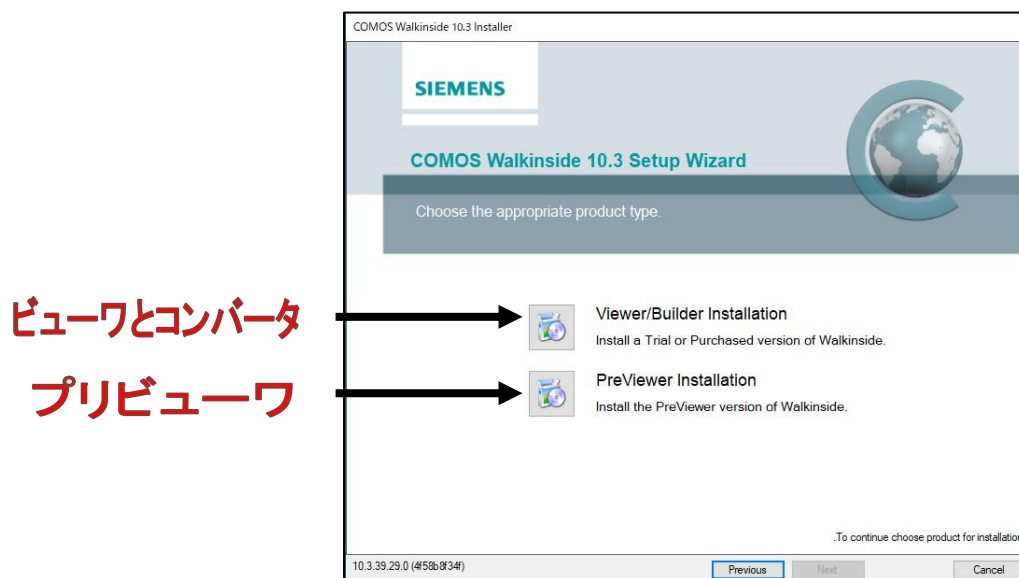 COMOS Walkinside 10.3 Installer
SIEMENS
COMOS Walkinside 10.3 Setup Wizard
Choose the appropriate product type.
ビューワとコンバータ
Viewer/Builder Installation
Install a Trial or Purchased version of Walkinside.
プリビューワ
PreViewer Installation
Install the PreViewer version of Walkinside.
.To continue choose product for installation
10.3.39.29.0 (4f58b8f34f)
Previous
Next
Cancel